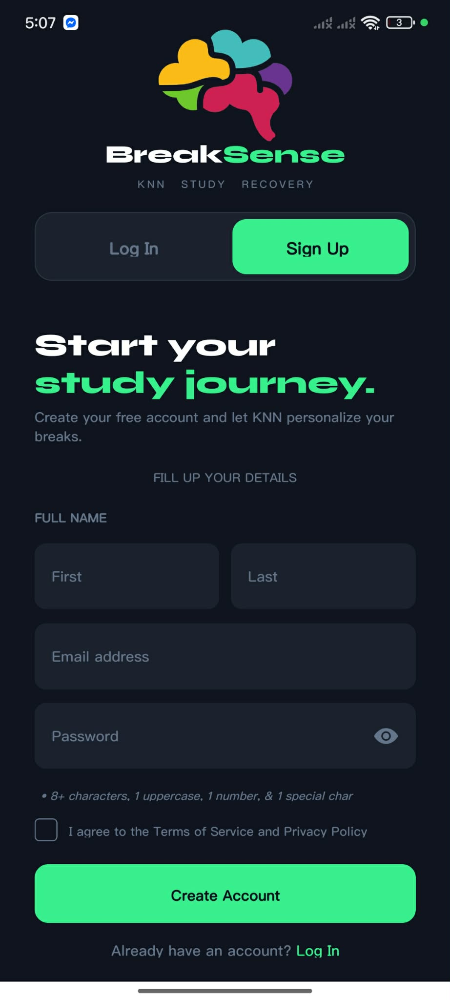 5:07
3
BreakSense
KNN STUDY RECOVERY
Log In
Sign Up
Start your
study journey.
Create your free account and let KNN personalize your
breaks.
FILL UP YOUR DETAILS
FULL NAME
First
Last
Email address
Password
• 8+ characters, 1 uppercase, 1 number, & 1 special char
I agree to the Terms of Service and Privacy Policy
Create Account
Already have an account? Log In